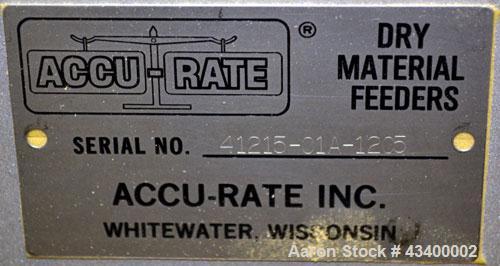 ACCU-RATE ®
DRY
MATERIAL
FEEDERS
SERIAL NO. 41215-01A-1205
ACCU-RATE INC.
WHITEWATER, WISCONSIN
Aaron Stock # 43400002